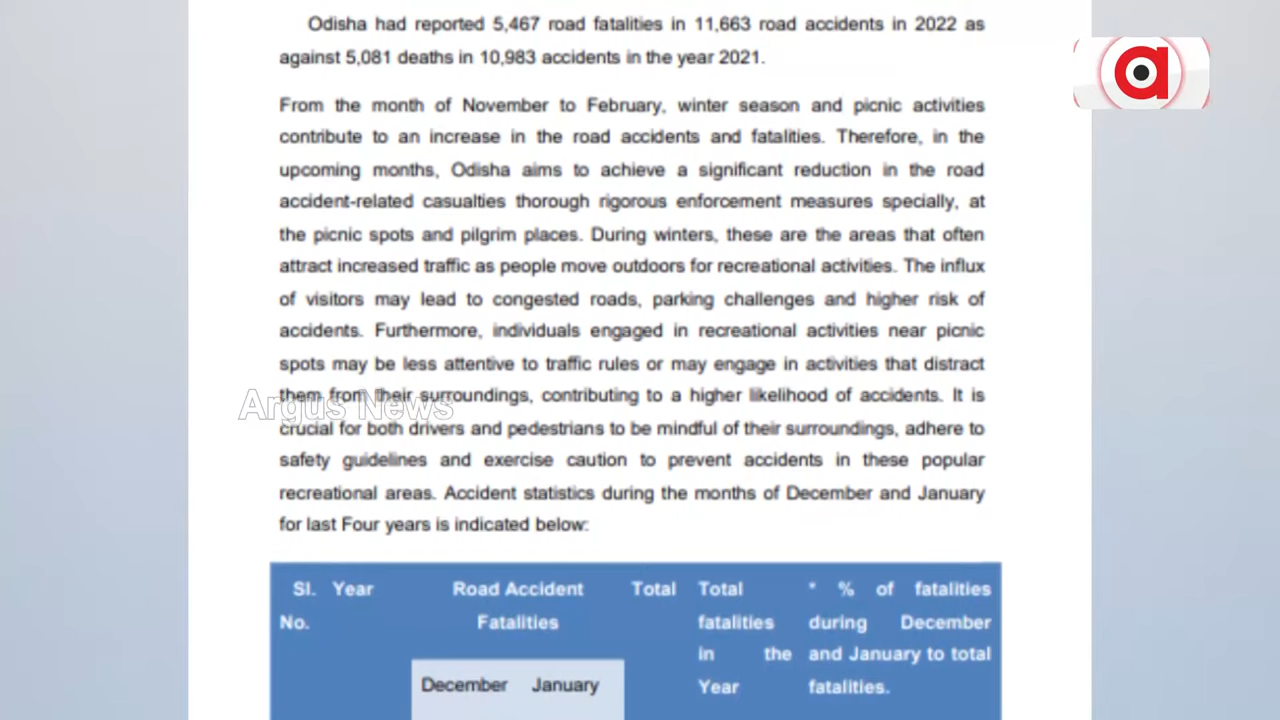 Odisha had reported 5,467 road fatalities in 11,663 road accidents in 2022 as
against 5,081 deaths in 10,983 accidents in the year 2021.
From the month of November to February, winter season and picnic activities
contribute to an increase in the road accidents and fatalities. Therefore, in the
upcoming months, Odisha aims to achieve a significant reduction in the road
accident-related casualties thorough rigorous enforcement measures specially, at
the picnic spots and pilgrim places. During winters, these are the areas that often
attract increased traffic as people move outdoors for recreational activities. The influx
of visitors may lead to congested roads, parking challenges and higher risk of
accidents. Furthermore, individuals engaged in recreational activities near picnic
spots may be less attentive to traffic rules or may engage in activities that distract
them from their surroundings, contributing to a higher likelihood of accidents. It is
Argus News
crucial for both drivers and pedestrians to be mindful of their surroundings, adhere to
safety guidelines and exercise caution to prevent accidents in these popular
recreational areas. Accident statistics during the months of December and January
for last Four years is indicated below:
Sl. Year Road Accident Total Total * % of fatalities
No. Fatalities fatalities during December
in the and January to total
December January Year fatalities.
a